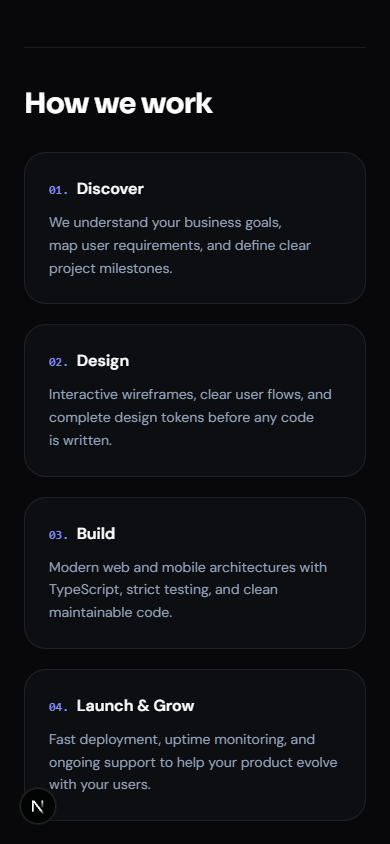 How we work
01. Discover
We understand your business goals,
map user requirements, and define clear
project milestones.
02. Design
Interactive wireframes, clear user flows, and
complete design tokens before any code
is written.
03. Build
Modern web and mobile architectures with
TypeScript, strict testing, and clean
maintainable code.
04. Launch & Grow
Fast deployment, uptime monitoring, and
ongoing support to help your product evolve
with your users.
N